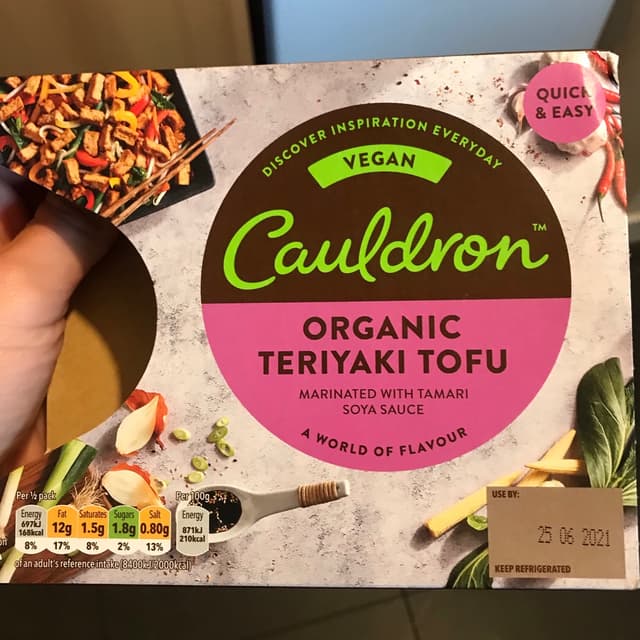 QUICK
& EASY
DISCOVER INSPIRATION EVERYDAY
VEGAN
Cauldron™
ORGANIC
TERIYAKI TOFU
MARINATED WITH TAMARI
SOYA SAUCE
A WORLD OF FLAVOUR
Per ½ pack
Per 100g
Energy Fat Saturates Sugars Salt Energy
697kJ 168kcal 12g 1.5g 1.8g 0.80g 871kJ 210kcal
8% 17% 8% 2% 13%
of an adult's reference intake (8400kJ/2000kcal)
USE BY:
25 06 2021
KEEP REFRIGERATED